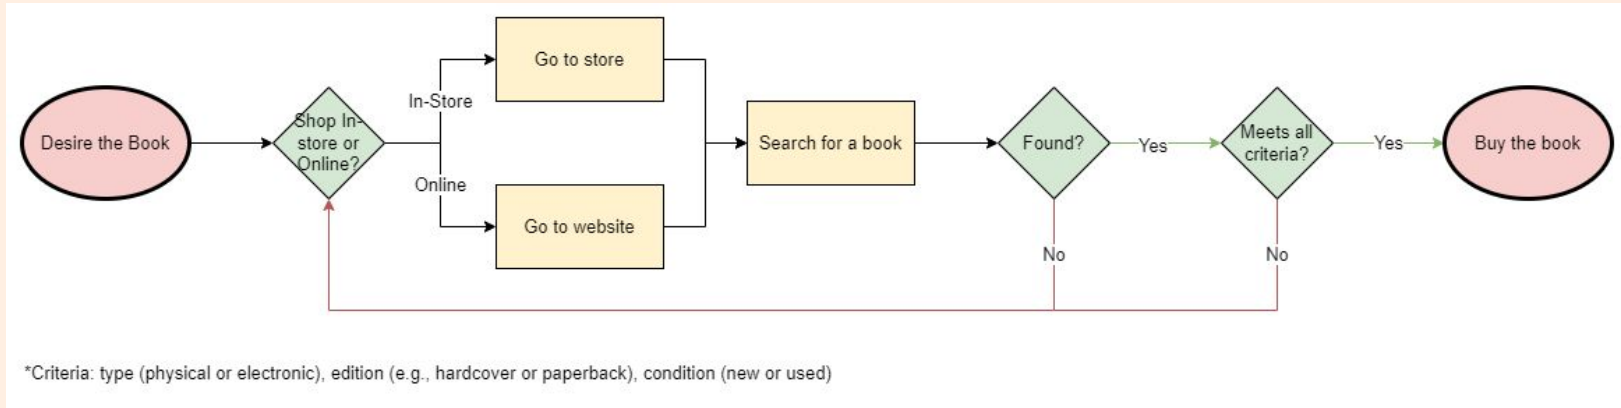 Desire the Book
Shop In-
store or
Online?
In-Store
Online
Go to store
Go to website
Search for a book
Found?
Yes
No
Meets all
criteria?
Yes
No
Buy the book
*Criteria: type (physical or electronic), edition (e.g., hardcover or paperback), condition (new or used)